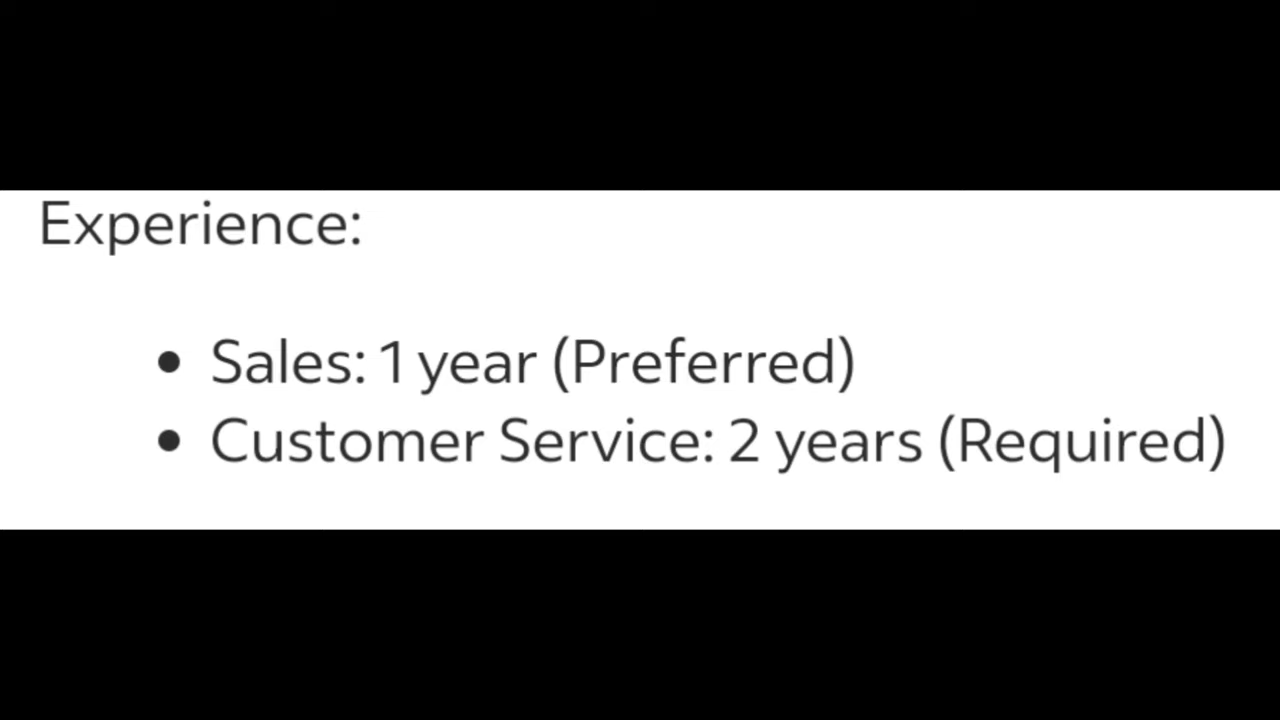 Experience:
• Sales: 1 year (Preferred)
• Customer Service: 2 years (Required)